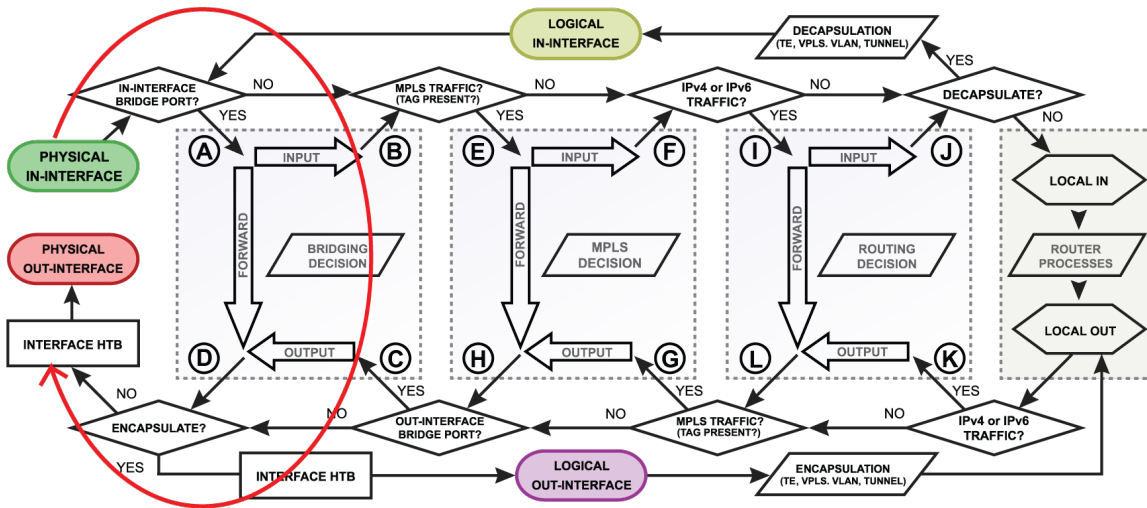 LOGICAL
IN-INTERFACE
DECAPSULATION
(TE, VPLS. VLAN, TUNNEL)
YES
IN-INTERFACE
BRIDGE PORT?
NO
MPLS TRAFFIC?
(TAG PRESENT?)
NO
IPv4 or IPv6
TRAFFIC?
NO
DECAPSULATE?
YES
YES
YES
NO
PHYSICAL
IN-INTERFACE
A
INPUT
B
E
INPUT
F
I
INPUT
J
LOCAL IN
FORWARD
BRIDGING
DECISION
FORWARD
MPLS
DECISION
FORWARD
ROUTING
DECISION
ROUTER
PROCESSES
PHYSICAL
OUT-INTERFACE
INTERFACE HTB
D
OUTPUT
C
H
OUTPUT
G
L
OUTPUT
K
LOCAL OUT
NO
YES
YES
YES
ENCAPSULATE?
NO
OUT-INTERFACE
BRIDGE PORT?
NO
MPLS TRAFFIC?
(TAG PRESENT?)
NO
IPv4 or IPv6
TRAFFIC?
YES
INTERFACE HTB
LOGICAL
OUT-INTERFACE
ENCAPSULATION
(TE, VPLS. VLAN, TUNNEL)